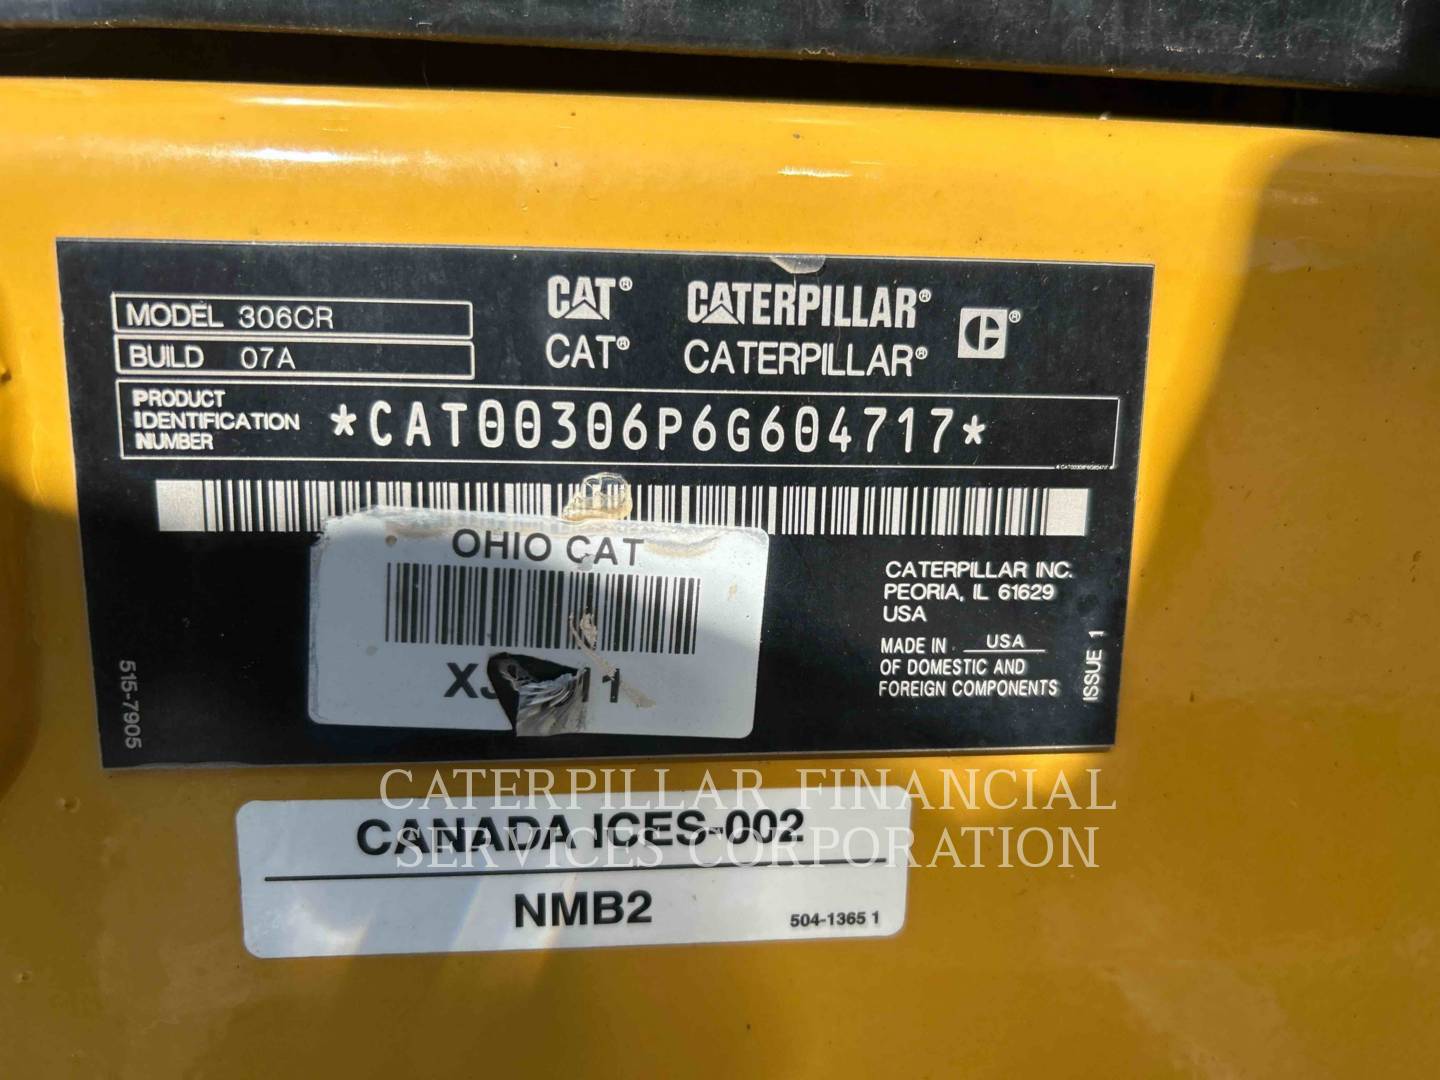 MODEL 306CR
BUILD 07A
CAT® CATERPILLAR® ®
CAT® CATERPILLAR®
PRODUCT
IDENTIFICATION
NUMBER
*CAT00306P6G604717*
OHIO CAT
CATERPILLAR INC.
PEORIA, IL 61629
USA
MADE IN USA
OF DOMESTIC AND
FOREIGN COMPONENTS
ISSUE 1
515-7905
CATERPILLAR FINANCIAL
SERVICES CORPORATION
CANADA ICES-002
NMB2
504-1365 1